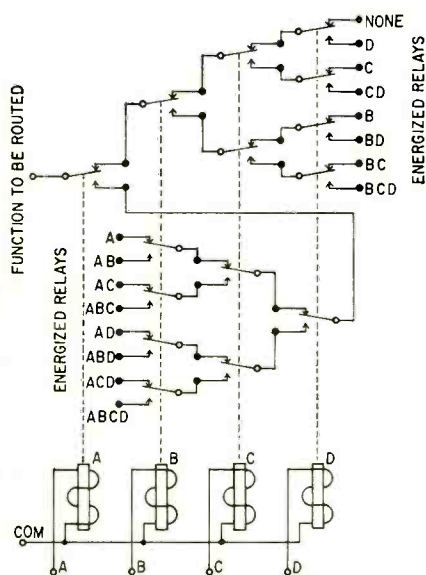 FUNCTION TO BE ROUTED
NONE
D
C
CD
B
BD
BC
BCD
ENERGIZED RELAYS
ENERGIZED RELAYS
A
AB
AC
ABC
AD
ABD
ACD
ABCD
A
B
C
D
COM
A
B
C
D